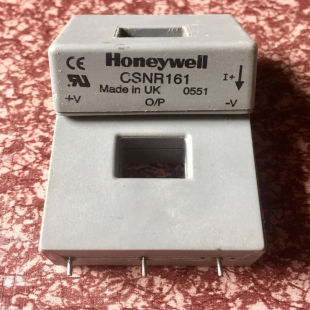 Honeywell
CE CSNR161 I+
Made in UK 0551
+V O/P -V